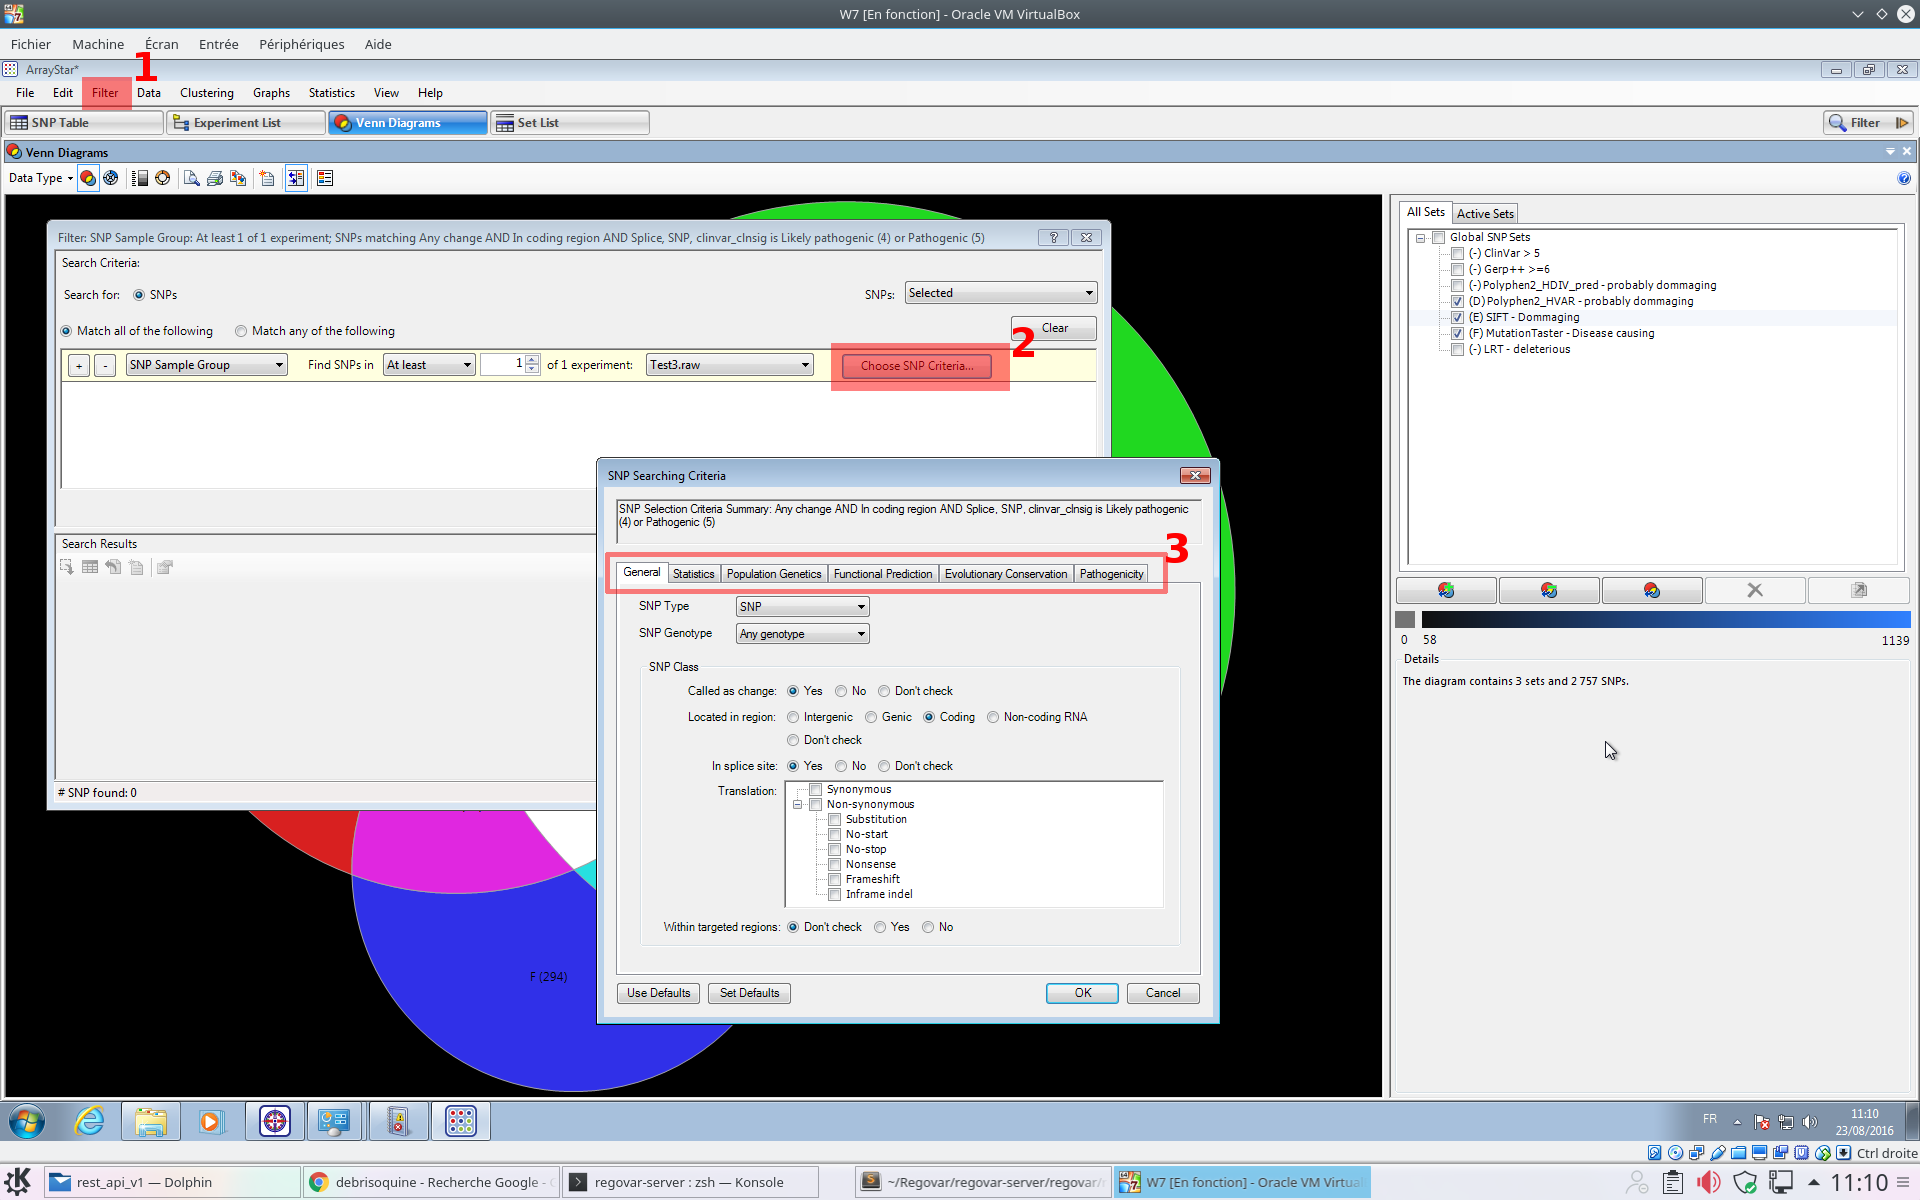 W7 [En fonction] - Oracle VM VirtualBox
Fichier Machine Écran Entrée Périphériques Aide
1
ArrayStar*
File Edit Filter Data Clustering Graphs Statistics View Help
SNP Table Experiment List Venn Diagrams Set List Filter
Venn Diagrams
Data Type
All Sets Active Sets
Filter: SNP Sample Group: At least 1 of 1 experiment; SNPs matching Any change AND In coding region AND Splice, SNP, clinvar_clnsig is Likely pathogenic (4) or Pathogenic (5)
Search Criteria:
Search for: SNPs
SNPs: Selected
Match all of the following Match any of the following
Clear
2
+ - SNP Sample Group Find SNPs in At least 1 of 1 experiment: Test3.raw Choose SNP Criteria...
Global SNP Sets
(-) ClinVar > 5
(-) Gerp++ >=6
(-) Polyphen2_HDIV_pred - probably dommaging
(D) Polyphen2_HVAR - probably dommaging
(E) SIFT - Dommaging
(F) MutationTaster - Disease causing
(-) LRT - deleterious
Search Results
# SNP found: 0
SNP Searching Criteria
SNP Selection Criteria Summary: Any change AND In coding region AND Splice, SNP, clinvar_clnsig is Likely pathogenic
(4) or Pathogenic (5)
3
General Statistics Population Genetics Functional Prediction Evolutionary Conservation Pathogenicity
SNP Type SNP
SNP Genotype Any genotype
SNP Class
Called as change: Yes No Don't check
Located in region: Intergenic Genic Coding Non-coding RNA
Don't check
In splice site: Yes No Don't check
Translation: Synonymous
Non-synonymous
Substitution
No-start
No-stop
Nonsense
Frameshift
Inframe indel
Within targeted regions: Don't check Yes No
Use Defaults Set Defaults OK Cancel
0 58 1139
Details
The diagram contains 3 sets and 2 757 SNPs.
F (294)
FR
11:10
23/08/2016
Ctrl droite
rest_api_v1 — Dolphin
debrisoquine - Recherche Google -
regovar-server : zsh — Konsole
~/Regovar/regovar-server/regovar/
W7 [En fonction] - Oracle VM Virtual
11:10